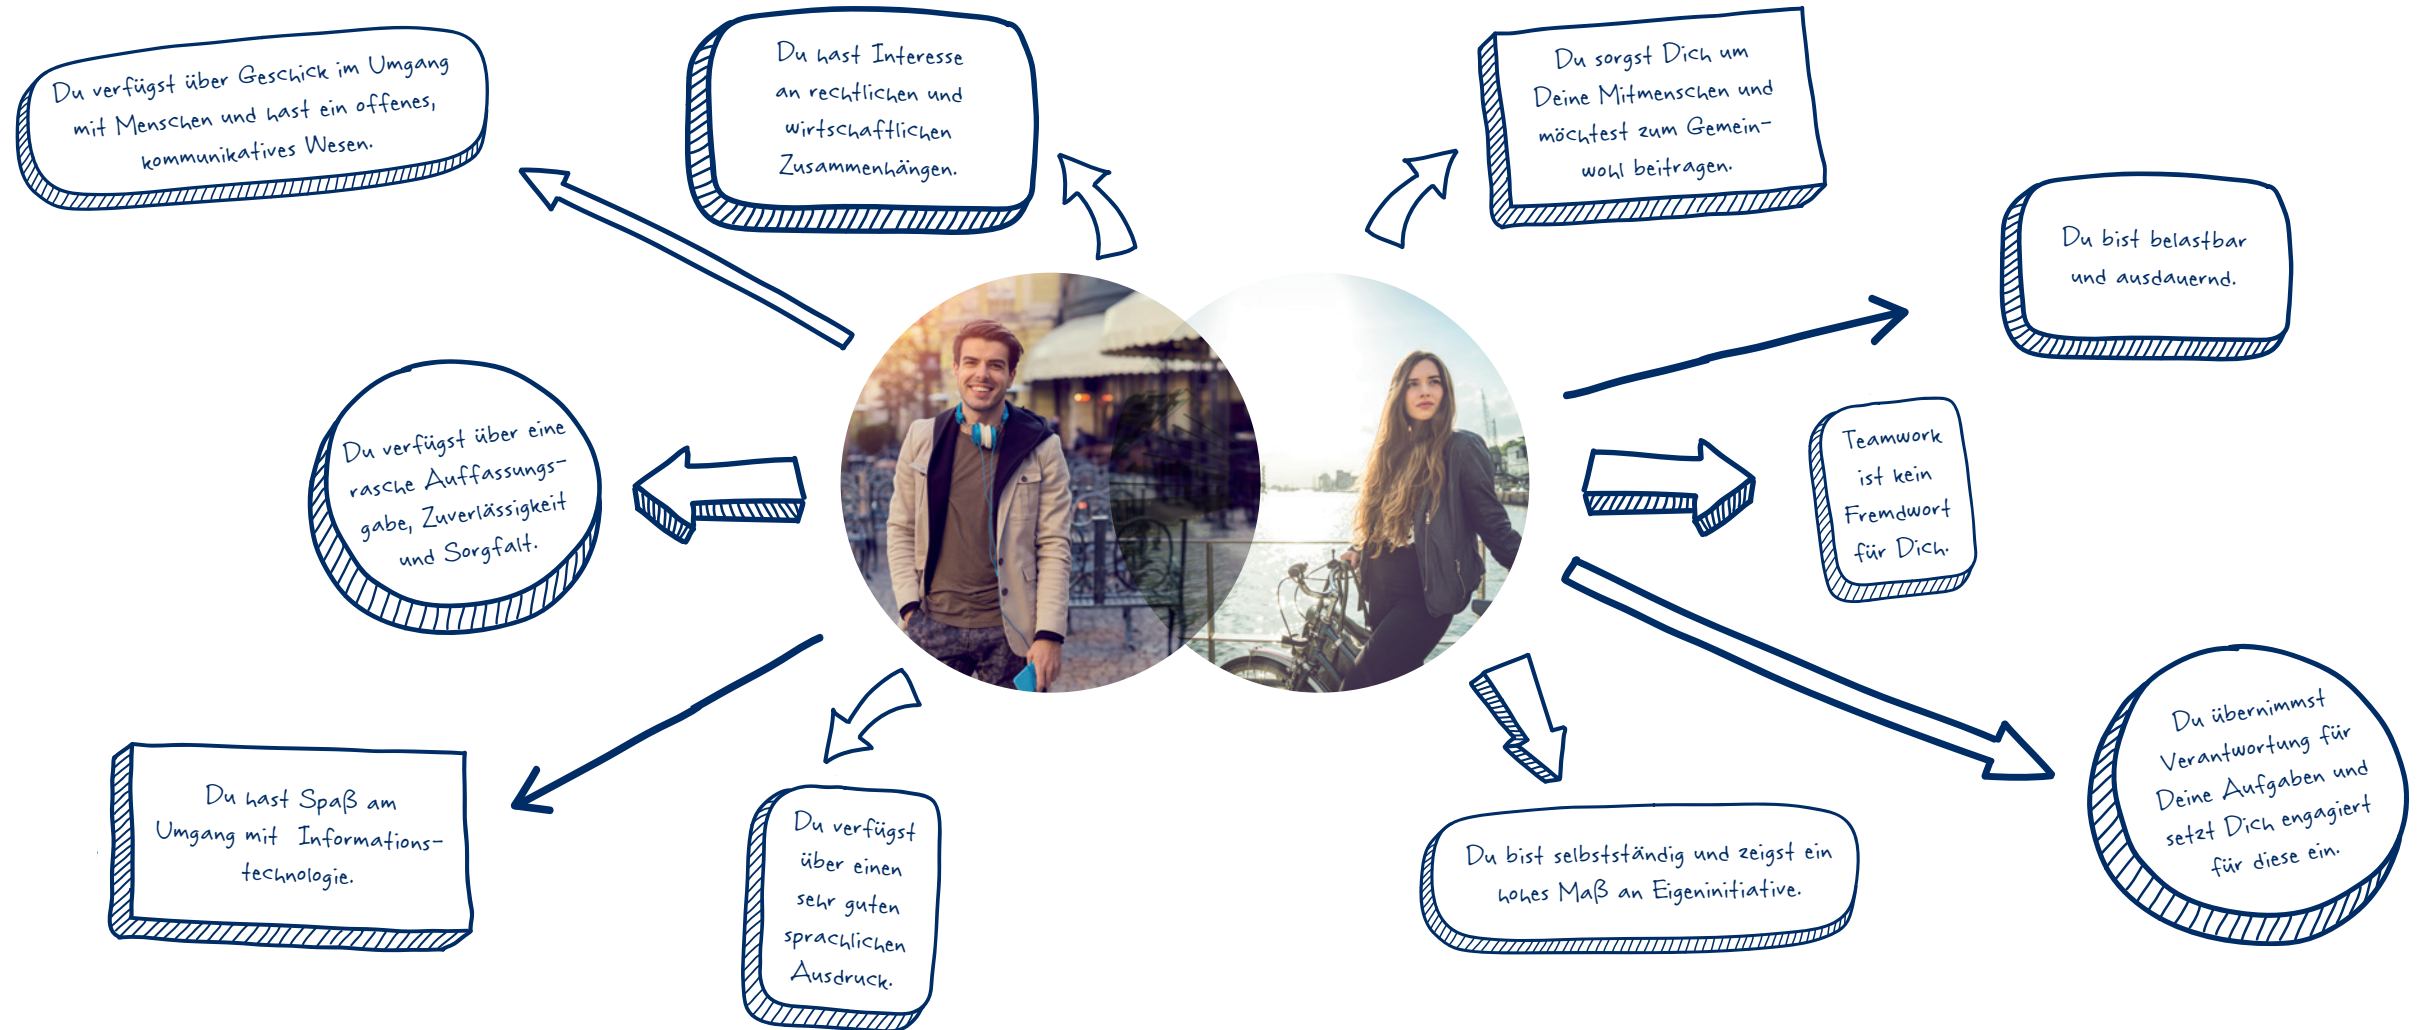 Du verfügst über Geschick im Umgang
mit Menschen und hast ein offenes,
kommunikatives Wesen.
Du hast Interesse
an rechtlichen und
wirtschaftlichen
Zusammenhängen.
Du sorgst Dich um
Deine Mitmenschen und
möchtest zum Gemein-
wohl beitragen.
Du bist belastbar
und ausdauernd.
Du verfügst über eine
rasche Auffassungs-
gabe, Zuverlässigkeit
und Sorgfalt.
Teamwork
ist kein
Fremdwort
für Dich.
Du hast Spaß am
Umgang mit Informations-
technologie.
Du verfügst
über einen
sehr guten
sprachlichen
Ausdruck.
Du bist selbstständig und zeigst ein
hohes Maß an Eigeninitiative.
Du übernimmst
Verantwortung für
Deine Aufgaben und
setzt Dich engagiert
für diese ein.